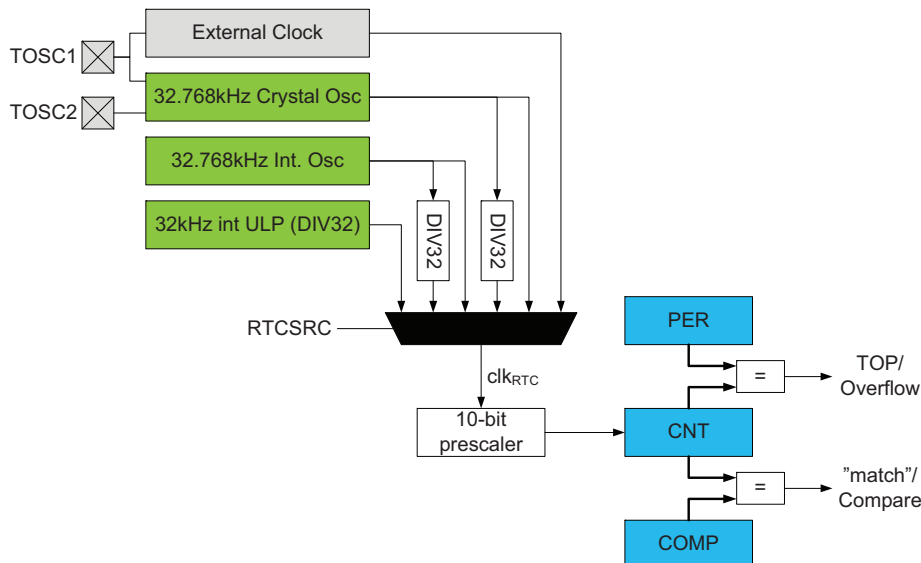 External Clock
TOSC1
32.768kHz Crystal Osc
TOSC2
32.768kHz Int. Osc
32kHz int ULP (DIV32)
DIV32
DIV32
RTCSRC
PER
clkRTC
=
TOP/
Overflow
10-bit
prescaler
CNT
=
”match”/
Compare
COMP